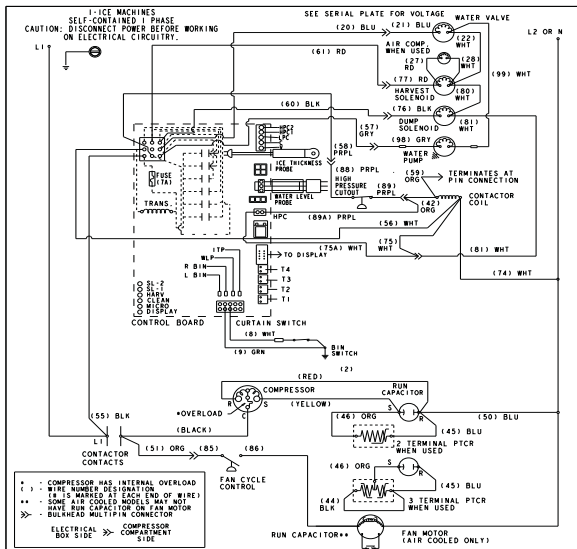 I-ICE MACHINES
SELF-CONTAINED 1 PHASE
CAUTION: DISCONNECT POWER BEFORE WORKING
ON ELECTRICAL CIRCUITRY.
SEE SERIAL PLATE FOR VOLTAGE
L1
L2 OR N
(20) BLU
(21) BLU
WATER VALVE
(22)
WHT
(61) RD
AIR COMP.
WHEN USED
(27)
RD
(28)
WHT
(99) WHT
(77) RD
HARVEST
SOLENOID
(80)
WHT
(60) BLK
(76) BLK
DUMP
SOLENOID
(81)
WHT
(57)
GRY
(98) GRY
WATER
PUMP
(58)
PRPL
HPC2
HPC1
LPC
FUSE
(7A)
TRANS.
ICE THICKNESS
PROBE
WATER LEVEL
PROBE
(88) PRPL
HIGH
PRESSURE
CUTOUT
(59)
ORG
TERMINATES AT
PIN CONNECTION
(89)
PRPL
CONTACTOR
COIL
HPC
(89A) PRPL
(42)
ORG
(56) WHT
(75A) WHT
(75)
WHT
(81) WHT
(74) WHT
TO DISPLAY
ITP
WLP
R BIN
L BIN
T4
T3
T2
T1
SL-2
SL-1
HARV
CLEAN
MICRO
DISPLAY
CONTROL BOARD
CURTAIN SWITCH
(8) WHT
(9) GRN
BIN
SWITCH
(2)
(RED)
COMPRESSOR
R
S
C
(YELLOW)
RUN
CAPACITOR
S
R
*OVERLOAD
(BLACK)
(46) ORG
(45) BLU
(50) BLU
2 TERMINAL PTCR
WHEN USED
(55) BLK
L1
CONTACTOR
CONTACTS
(51) ORG
(85)
(86)
FAN CYCLE
CONTROL
(46) ORG
S
R
(45) BLU
(44)
BLK
3 TERMINAL PTCR
WHEN USED
RUN CAPACITOR**
FAN MOTOR
(AIR COOLED ONLY)
* - COMPRESSOR HAS INTERNAL OVERLOAD
( ) - WIRE NUMBER DESIGNATION
(# IS MARKED AT EACH END OF WIRE)
** - SOME AIR COOLED MODELS MAY NOT
HAVE RUN CAPACITOR ON FAN MOTOR
>>- - BULKHEAD MULTIPIN CONNECTOR
ELECTRICAL
BOX SIDE
>>-
COMPRESSOR
COMPARTMENT
SIDE